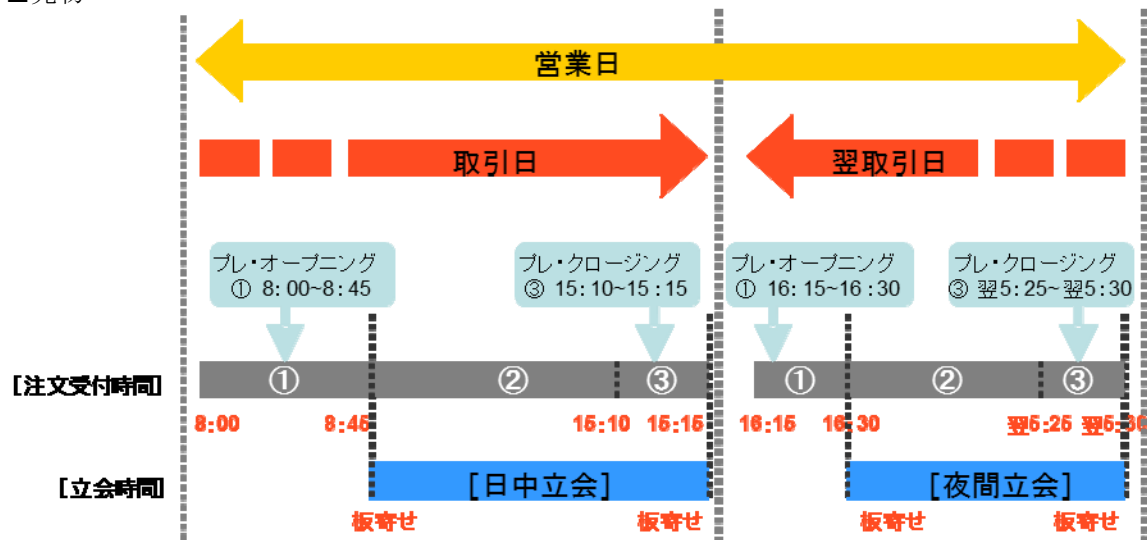 営業日
取引日
翌取引日
プレ・オープニング
① 8:00~8:45
プレ・クロージング
③ 15:10~15:15
プレ・オープニング
① 16:15~16:30
プレ・クロージング
③ 翌5:25~翌5:30
[注文受付時間]
① ② ③ ① ② ③
8:00 8:45 15:10 15:15 16:15 16:30 翌5:25 翌5:30
[立会時間]
[日中立会] [夜間立会]
板寄せ 板寄せ 板寄せ 板寄せ